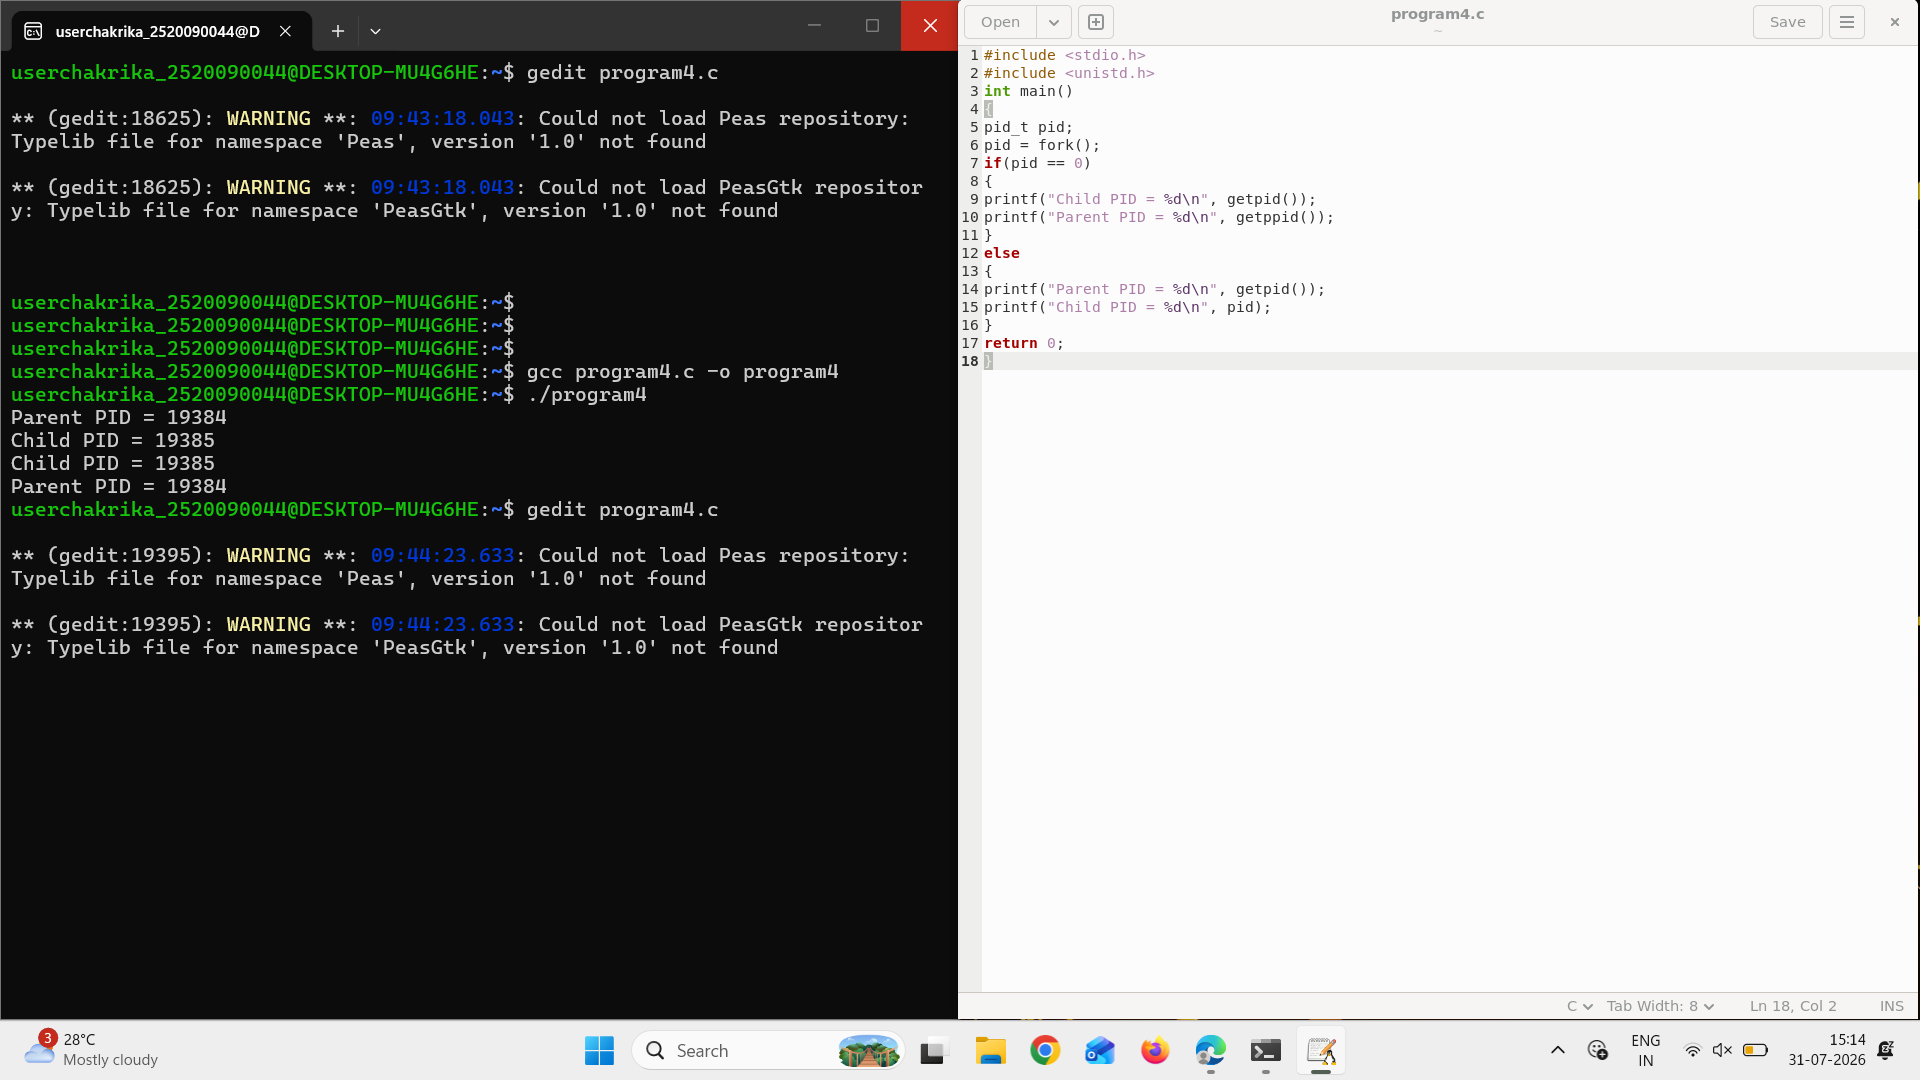 userchakrika_2520090044@D
userchakrika_2520090044@DESKTOP-MU4G6HE:~$ gedit program4.c
** (gedit:18625): WARNING **: 09:43:18.043: Could not load Peas repository:
Typelib file for namespace 'Peas', version '1.0' not found
** (gedit:18625): WARNING **: 09:43:18.043: Could not load PeasGtk repositor
y: Typelib file for namespace 'PeasGtk', version '1.0' not found
userchakrika_2520090044@DESKTOP-MU4G6HE:~$
userchakrika_2520090044@DESKTOP-MU4G6HE:~$
userchakrika_2520090044@DESKTOP-MU4G6HE:~$
userchakrika_2520090044@DESKTOP-MU4G6HE:~$ gcc program4.c -o program4
userchakrika_2520090044@DESKTOP-MU4G6HE:~$ ./program4
Parent PID = 19384
Child PID = 19385
Child PID = 19385
Parent PID = 19384
userchakrika_2520090044@DESKTOP-MU4G6HE:~$ gedit program4.c
** (gedit:19395): WARNING **: 09:44:23.633: Could not load Peas repository:
Typelib file for namespace 'Peas', version '1.0' not found
** (gedit:19395): WARNING **: 09:44:23.633: Could not load PeasGtk repositor
y: Typelib file for namespace 'PeasGtk', version '1.0' not found
Open
program4.c
~
Save
1 #include <stdio.h>
2 #include <unistd.h>
3 int main()
4 {
5 pid_t pid;
6 pid = fork();
7 if(pid == 0)
8 {
9 printf("Child PID = %d\n", getpid());
10 printf("Parent PID = %d\n", getppid());
11 }
12 else
13 {
14 printf("Parent PID = %d\n", getpid());
15 printf("Child PID = %d\n", pid);
16 }
17 return 0;
18 }
C Tab Width: 8 Ln 18, Col 2 INS
3
28°C
Mostly cloudy
Search
ENG
IN
15:14
31-07-2026